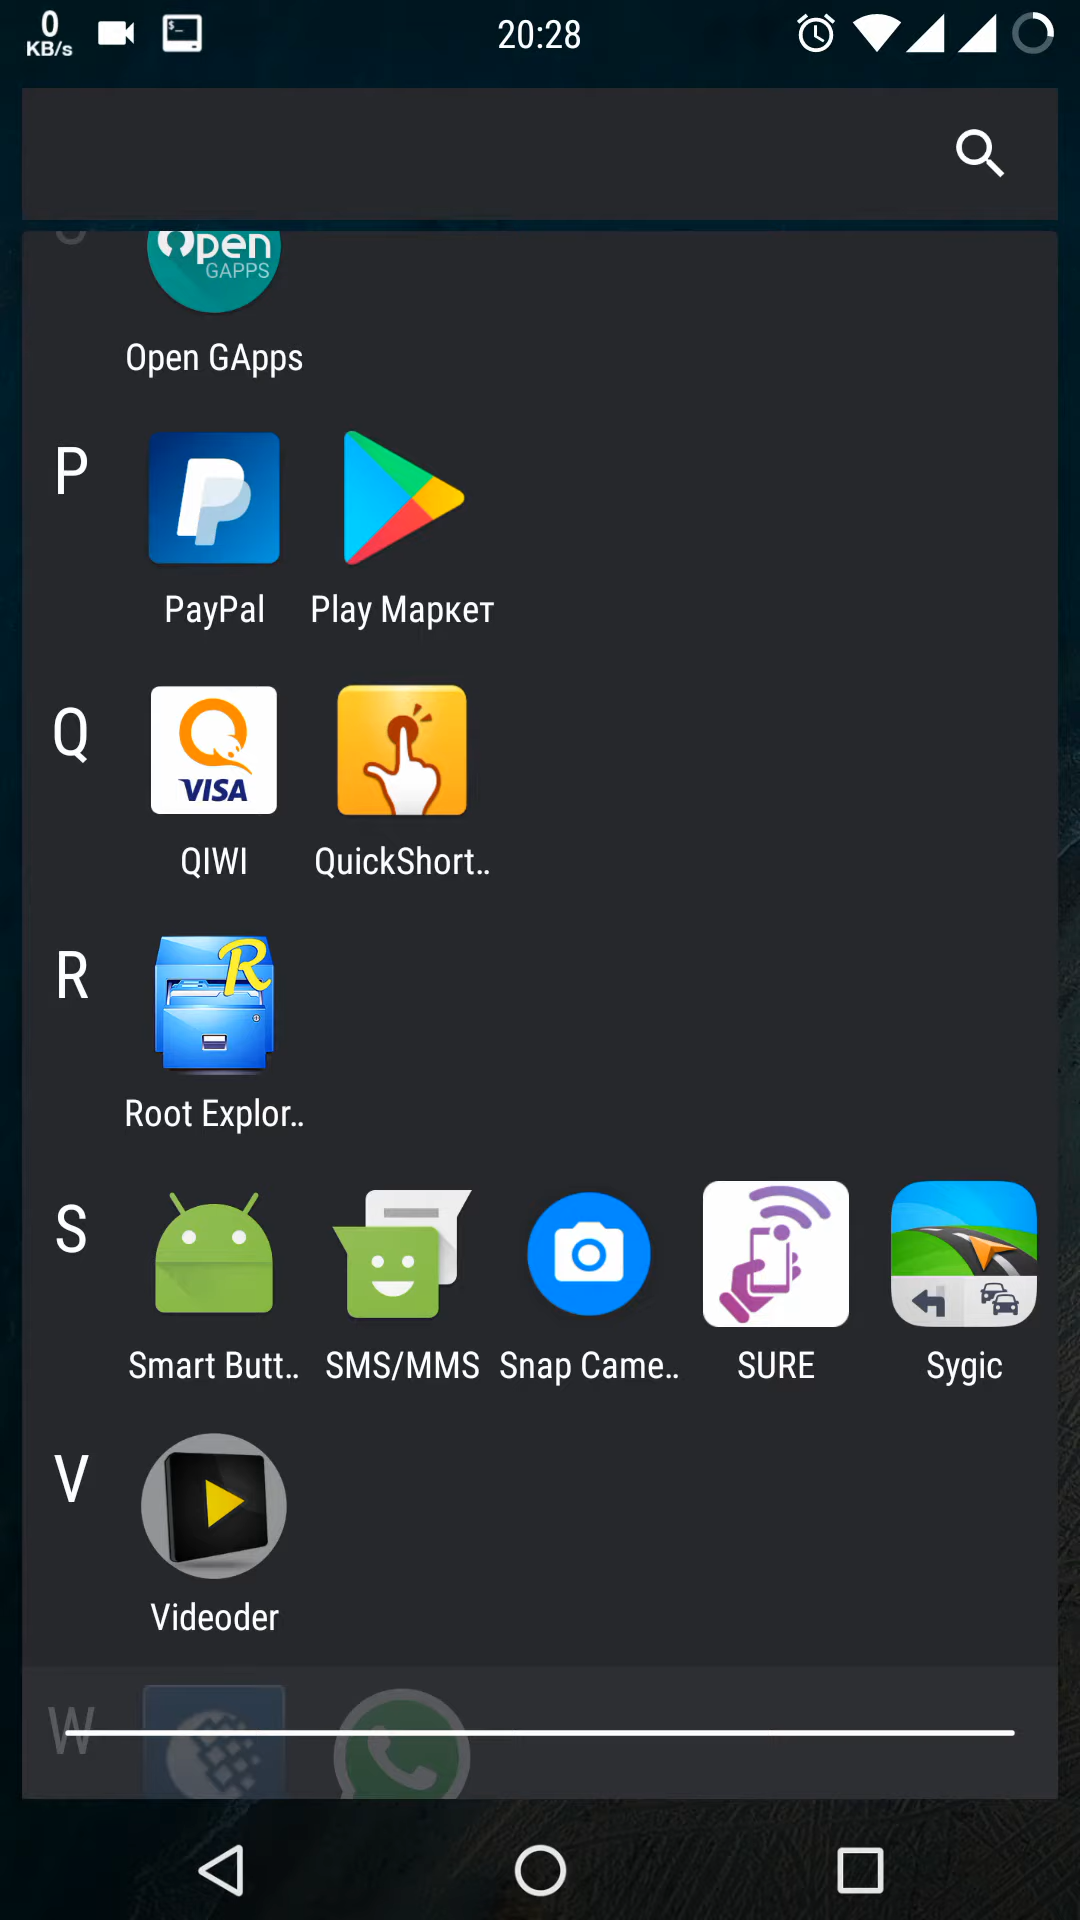 0
KB/s
20:28
Open
GAPPS
Open GApps
P
PayPal
Play Маркет
Q
VISA
QIWI
QuickShort..
R
R
Root Explor..
S
Smart Butt..
SMS/MMS
Snap Came..
SURE
Sygic
V
Videoder
W